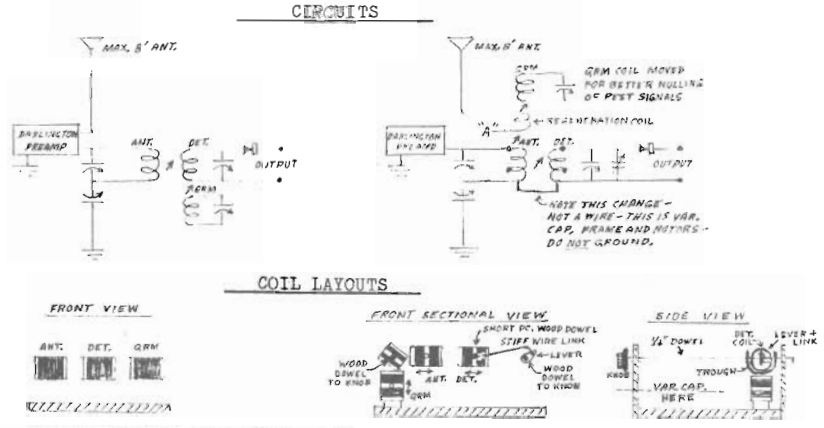 CIRCUITS
MAX. 8' ANT.
DARLINGTON
PREAMP
ANT.
DET.
OUTPUT
QRM
MAX. 8' ANT.
QRM
QRM COIL MOVED
FOR BETTER NULLING
OF PEST SIGNALS
"A"
REGENERATION COIL
DARLINGTON
PREAMP
ANT.
DET.
OUTPUT
NOTE THIS CHANGE -
NOT A WIRE - THIS IS VAR.
CAP. FRAME AND ROTORS -
DO NOT GROUND.
COIL LAYOUTS
FRONT VIEW
ANT.
DET.
QRM
FRONT SECTIONAL VIEW
SHORT PC. WOOD DOWEL
STIFF WIRE LINK
LEVER
WOOD
DOWEL
TO KNOB
ANT.
DET.
WOOD
DOWEL
TO KNOB
QRM
SIDE VIEW
1/4" DOWEL
DET.
COIL
LEVER +
LINK
KNOB
TROUGH
VAR. CAP.
HERE